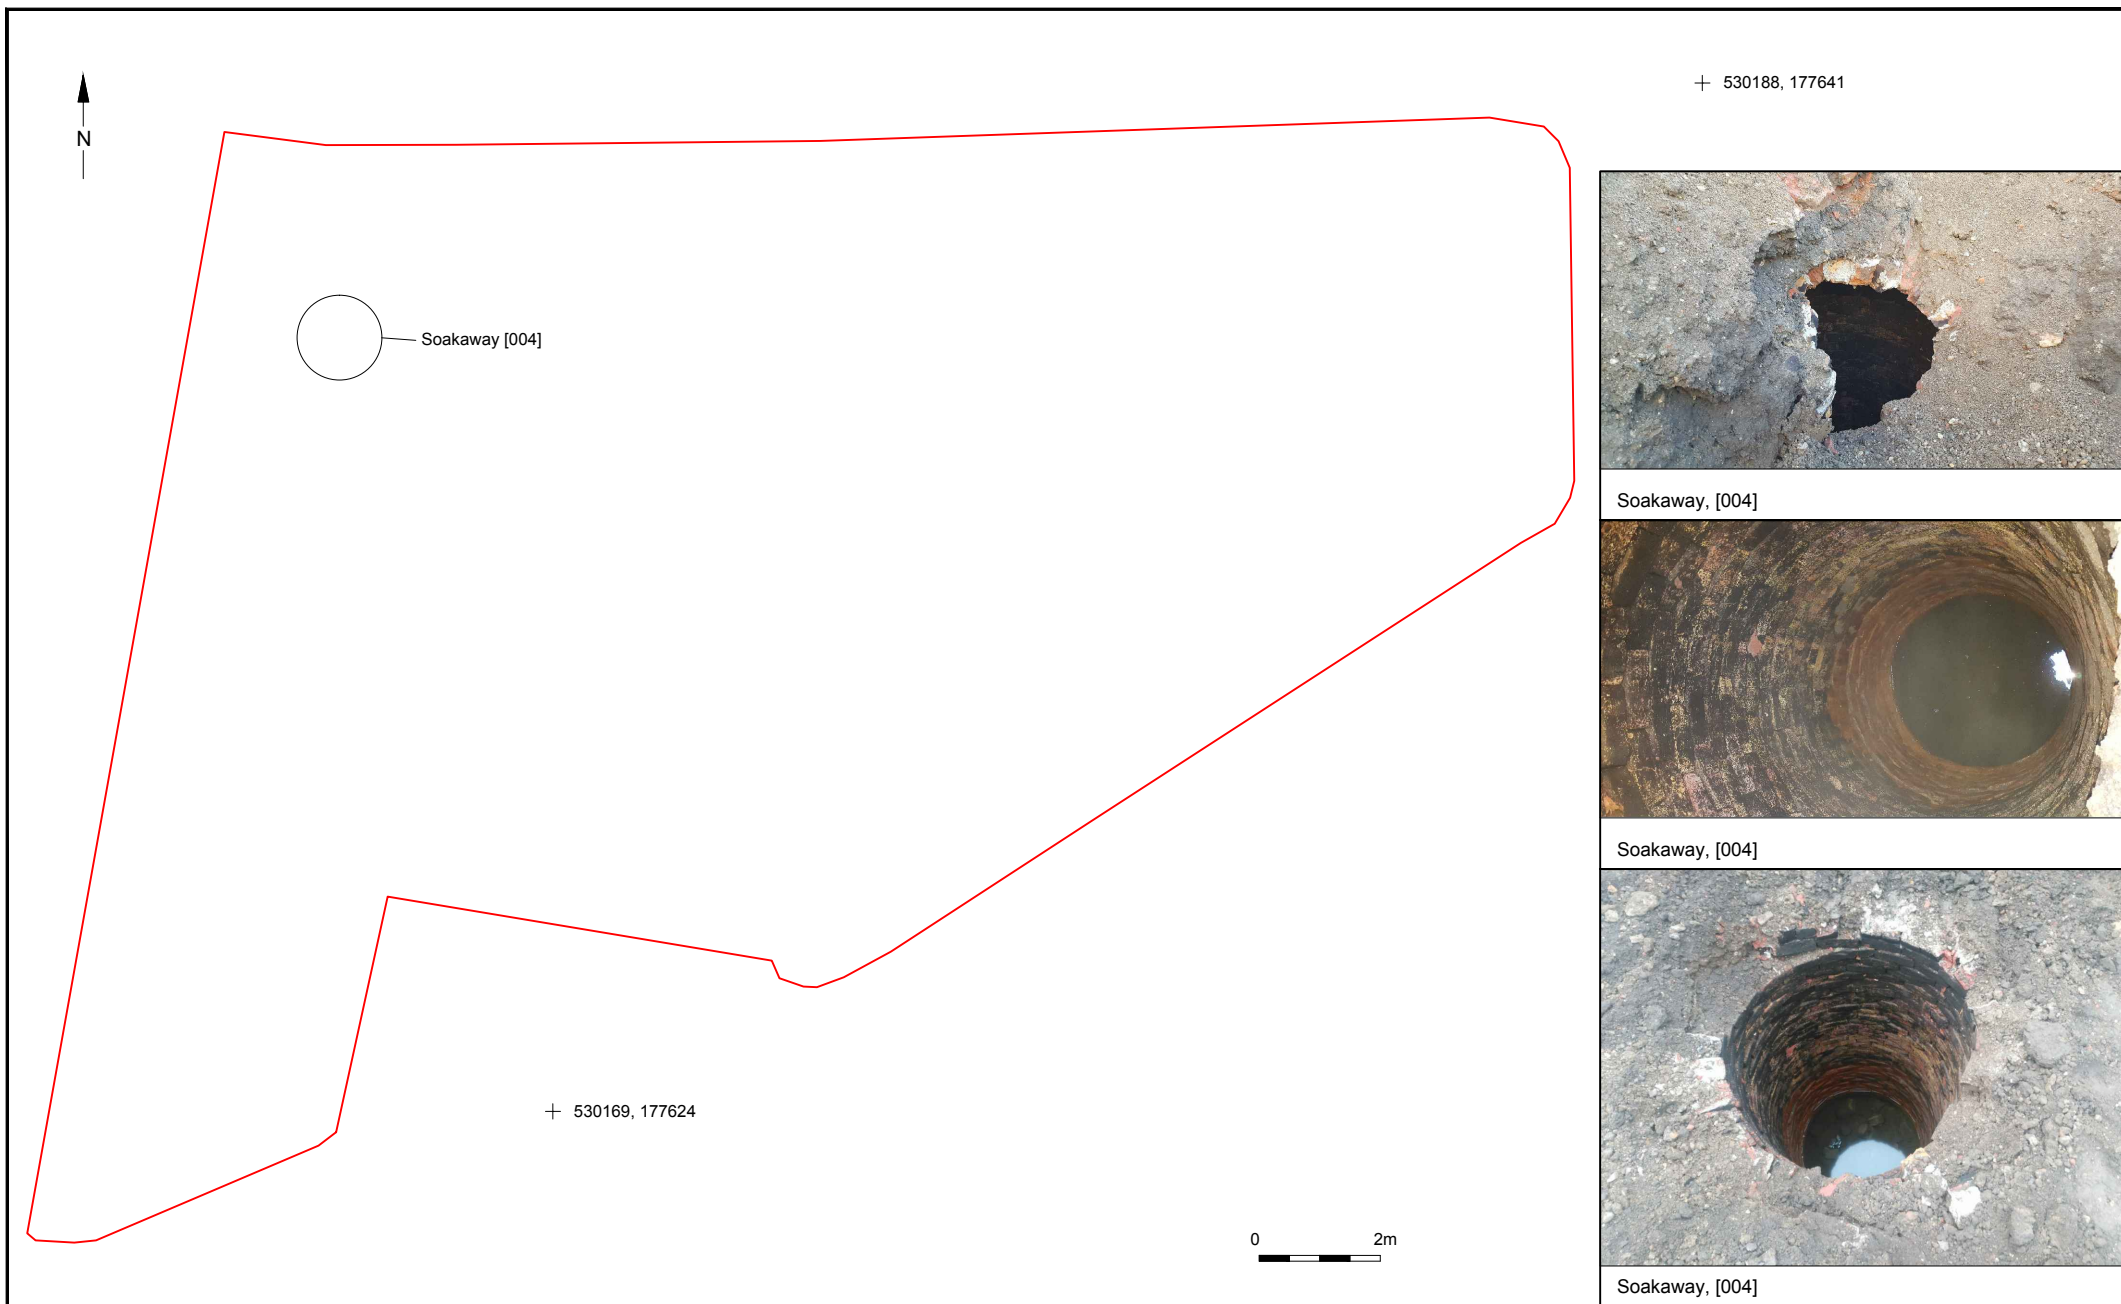 N
530188, 177641
Soakaway [004]
Soakaway, [004]
Soakaway, [004]
530169, 177624
0 2m
Soakaway, [004]